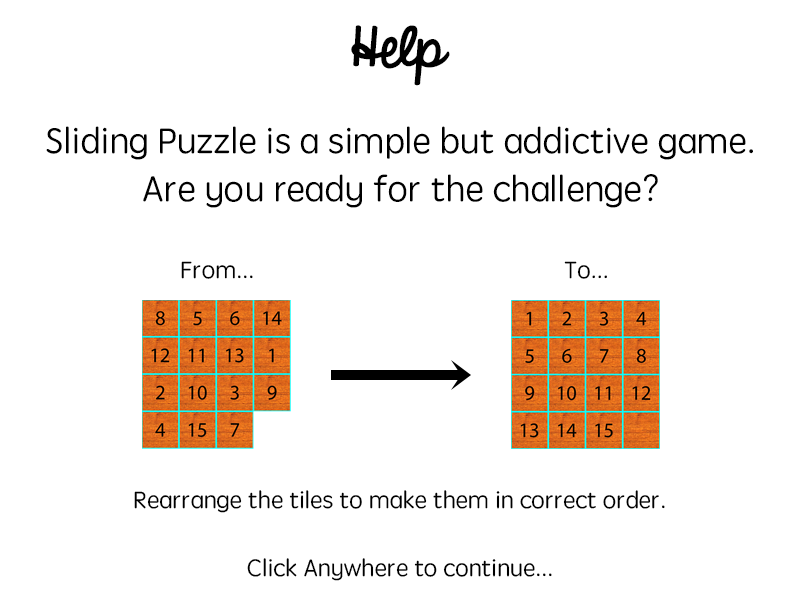 Help
Sliding Puzzle is a simple but addictive game.
Are you ready for the challenge?
From...
8 5 6 14
12 11 13 1
2 10 3 9
4 15 7
To...
1 2 3 4
5 6 7 8
9 10 11 12
13 14 15
Rearrange the tiles to make them in correct order.
Click Anywhere to continue...